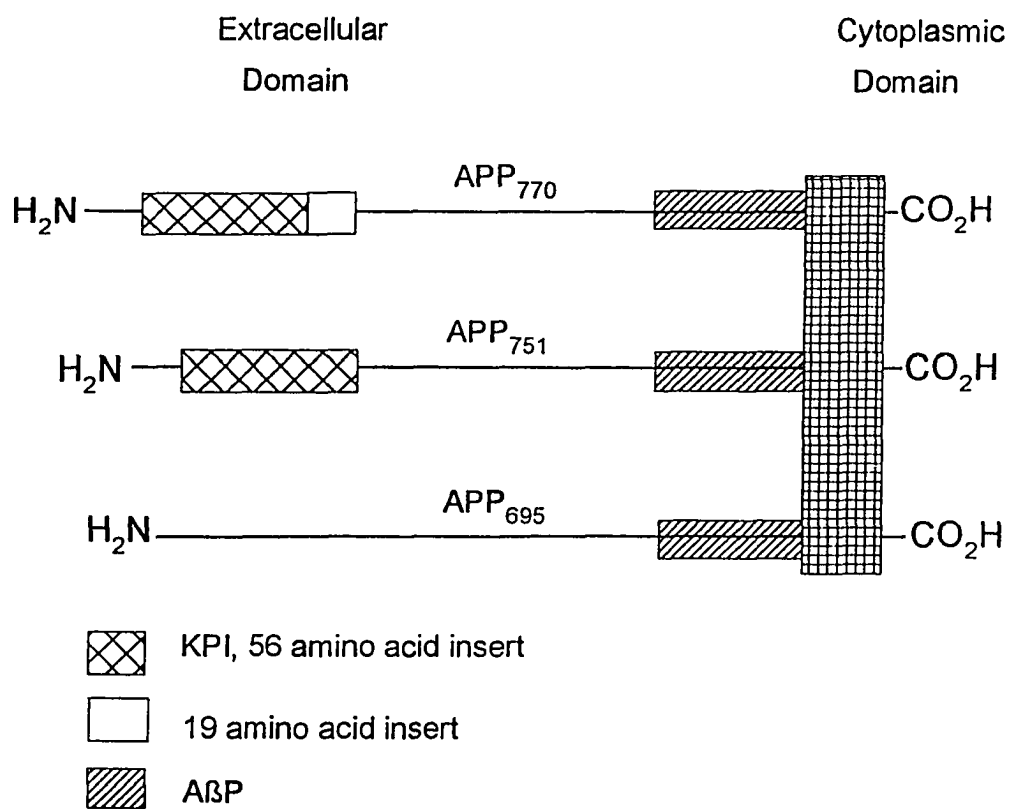 Extracellular Domain
Cytoplasmic Domain
H₂N APP₇₇₀ CO₂H
H₂N APP₇₅₁ CO₂H
H₂N APP₆₉₅ CO₂H
KPI, 56 amino acid insert
19 amino acid insert
AßP